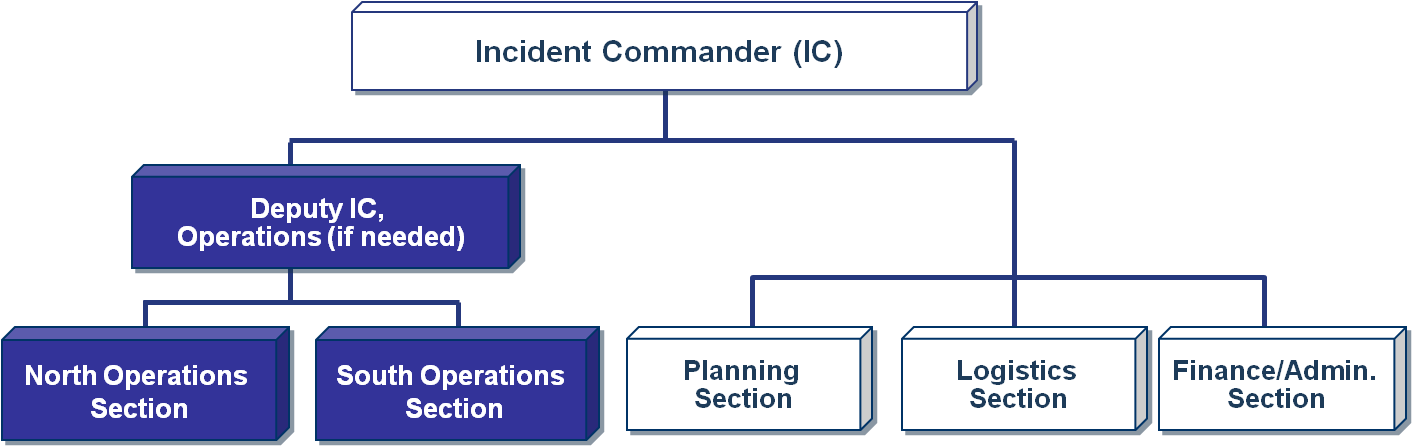 Incident Commander (IC)
Deputy IC,
Operations (if needed)
North Operations
Section
South Operations
Section
Planning
Section
Logistics
Section
Finance/Admin.
Section